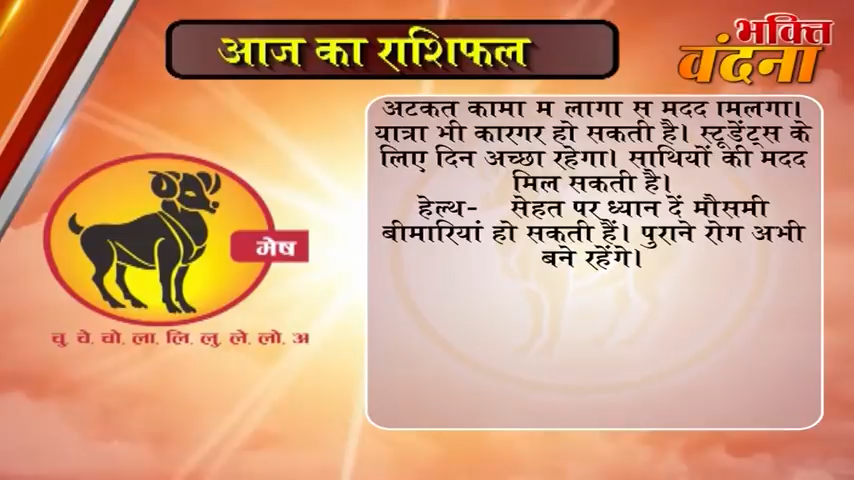 आज का राशिफल
भक्ति
वंदना
अटकते कामों में लोगों से मदद मिलेगी।
यात्रा भी कारगर हो सकती है। स्टूडेंट्स के
लिए दिन अच्छा रहेगा। साथियों की मदद
मिल सकती है।
हेल्थ- सेहत पर ध्यान दें मौसमी
बीमारियां हो सकती हैं। पुराने रोग अभी
बने रहेंगे।
मेष
चु, चे, चो, ला, लि, लु, ले, लो, अ